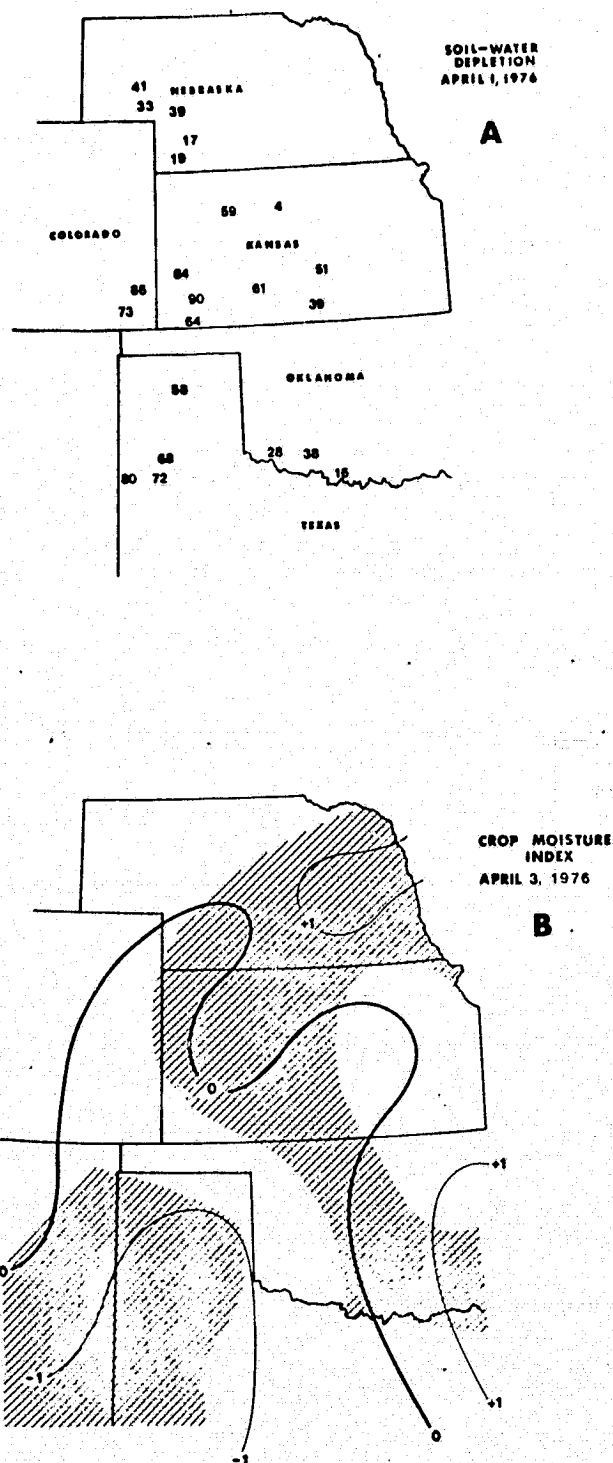 SOIL-WATER
DEPLETION
APRIL 1, 1976
A
41
NEBRASKA
33
39
17
19
59
4
COLORADO
KANSAS
84
51
61
90
39
73
54
58
OKLAHOMA
68
28
38
80
72
16
TEXAS
CROP MOISTURE
INDEX
APRIL 3, 1976
B
+1
0
+1
0
-1
+1
0
-1